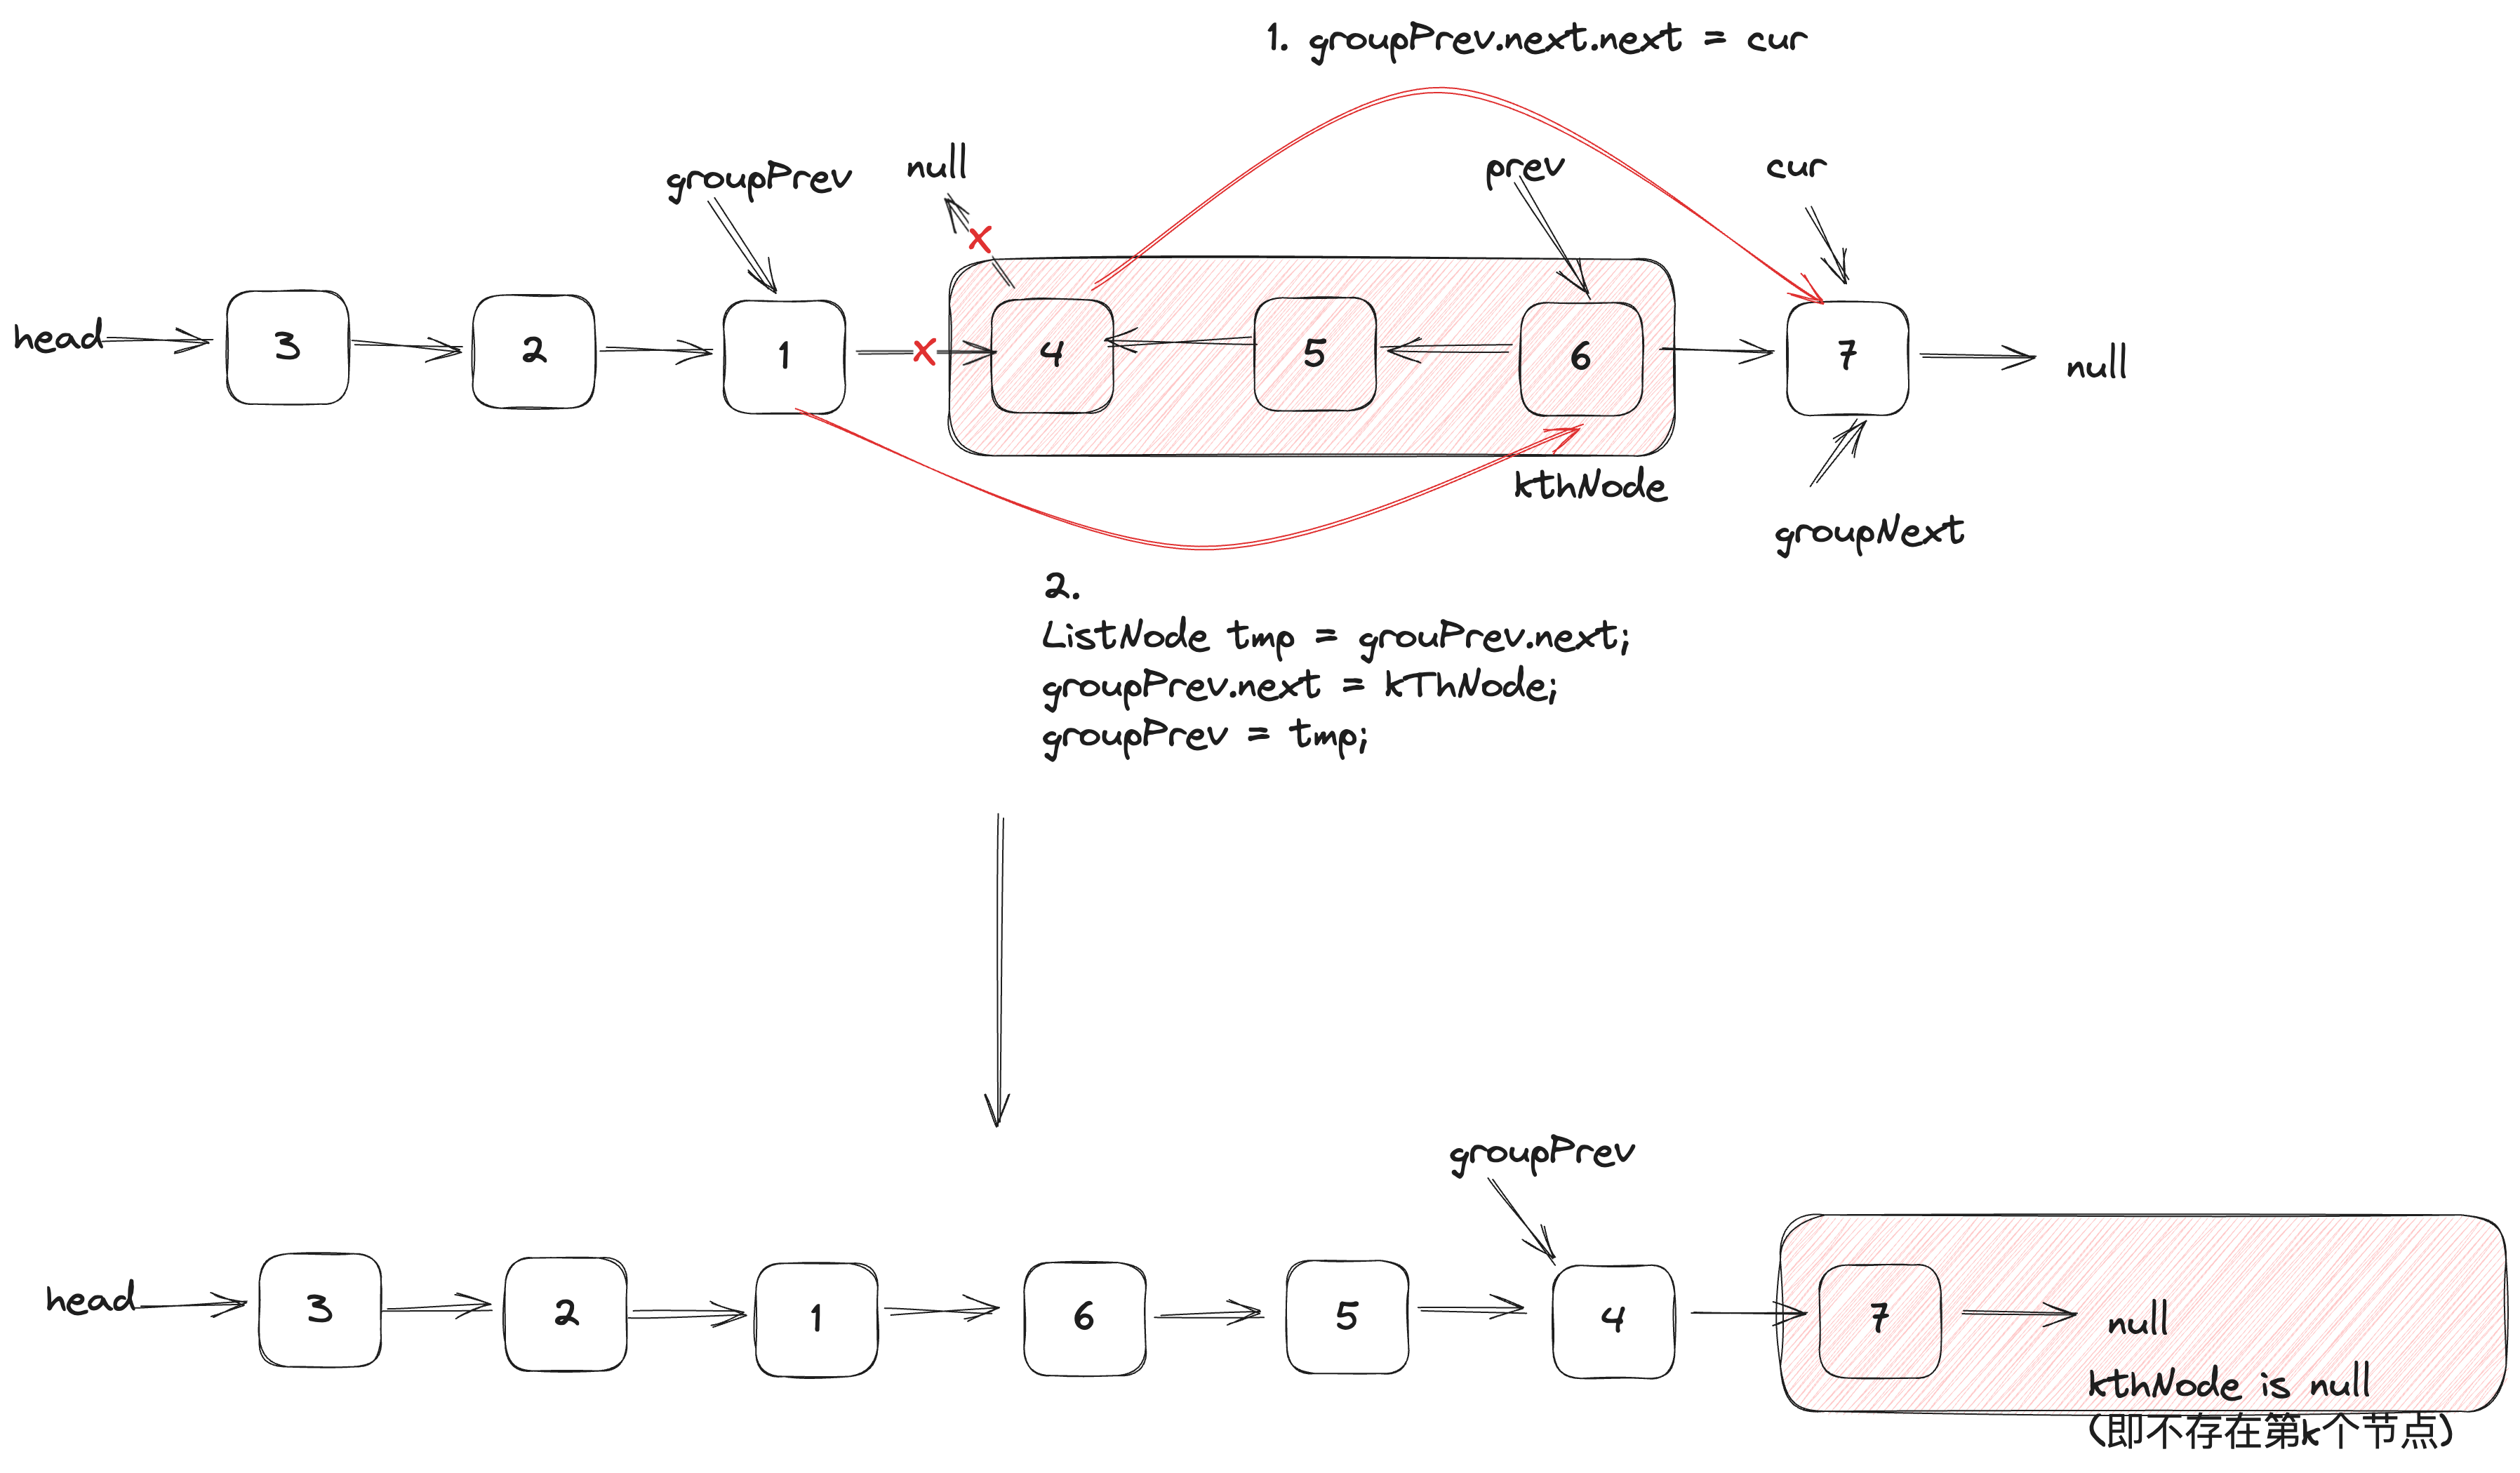 1. groupPrev.next.next = cur
groupPrev
null
prev
cur
x
head
3
2
1
x
4
5
6
7
null
kthNode
groupNext
2.
ListNode tmp = grouPrev.next;
groupPrev.next = kThNode;
groupPrev = tmp;
groupPrev
head
3
2
1
6
5
4
7
null
kthNode is null
(即不存在第k个节点)